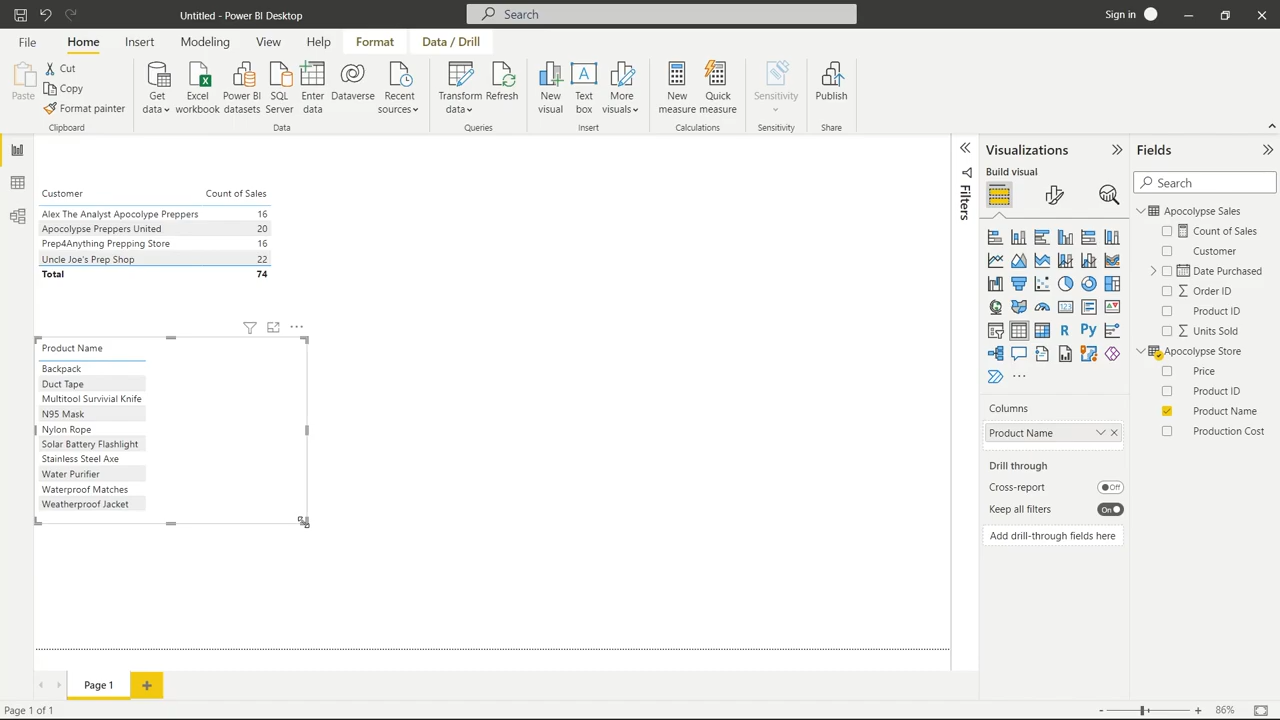 Untitled - Power BI Desktop
Search
Sign in
File
Home
Insert
Modeling
View
Help
Format
Data / Drill
Paste
Cut
Copy
Format painter
Clipboard
Get data
Excel workbook
Power BI datasets
SQL Server
Enter data
Dataverse
Recent sources
Data
Transform data
Refresh
Queries
New visual
Text box
More visuals
Insert
New measure
Quick measure
Calculations
Sensitivity
Sensitivity
Publish
Share
Customer Count of Sales
Alex The Analyst Apocolype Preppers 16
Apocolypse Preppers United 20
Prep4Anything Prepping Store 16
Uncle Joe's Prep Shop 22
Total 74
Product Name
Backpack
Duct Tape
Multitool Survivial Knife
N95 Mask
Nylon Rope
Solar Battery Flashlight
Stainless Steel Axe
Water Purifier
Waterproof Matches
Weatherproof Jacket
Filters
Visualizations
Build visual
123
R
Py
Columns
Product Name
Drill through
Cross-report Off
Keep all filters On
Add drill-through fields here
Fields
Search
Apocolypse Sales
Count of Sales
Customer
Date Purchased
Order ID
Product ID
Units Sold
Apocolypse Store
Price
Product ID
Product Name
Production Cost
Page 1
Page 1 of 1
86%